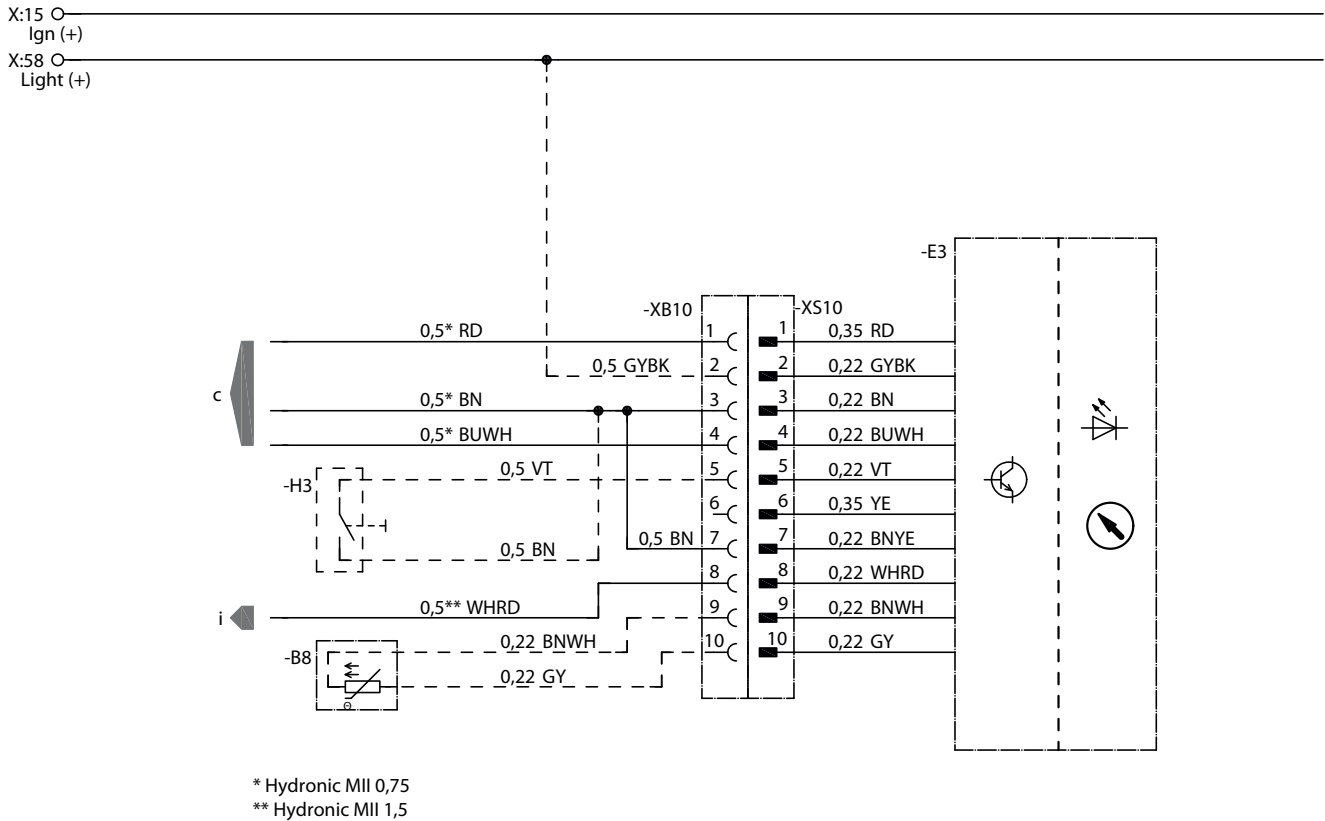 X:15
Ign (+)
X:58
Light (+)
-E3
-XB10
-XS10
0,5* RD
1
1
0,35 RD
0,5 GYBK
2
2
0,22 GYBK
c
0,5* BN
3
3
0,22 BN
0,5* BUWH
4
4
0,22 BUWH
-H3
0,5 VT
5
5
0,22 VT
6
6
0,35 YE
0,5 BN
0,5 BN
7
7
0,22 BNYE
8
8
0,22 WHRD
i
0,5** WHRD
9
9
0,22 BNWH
-B8
0,22 BNWH
10
10
0,22 GY
0,22 GY
Θ
* Hydronic MII 0,75
** Hydronic MII 1,5